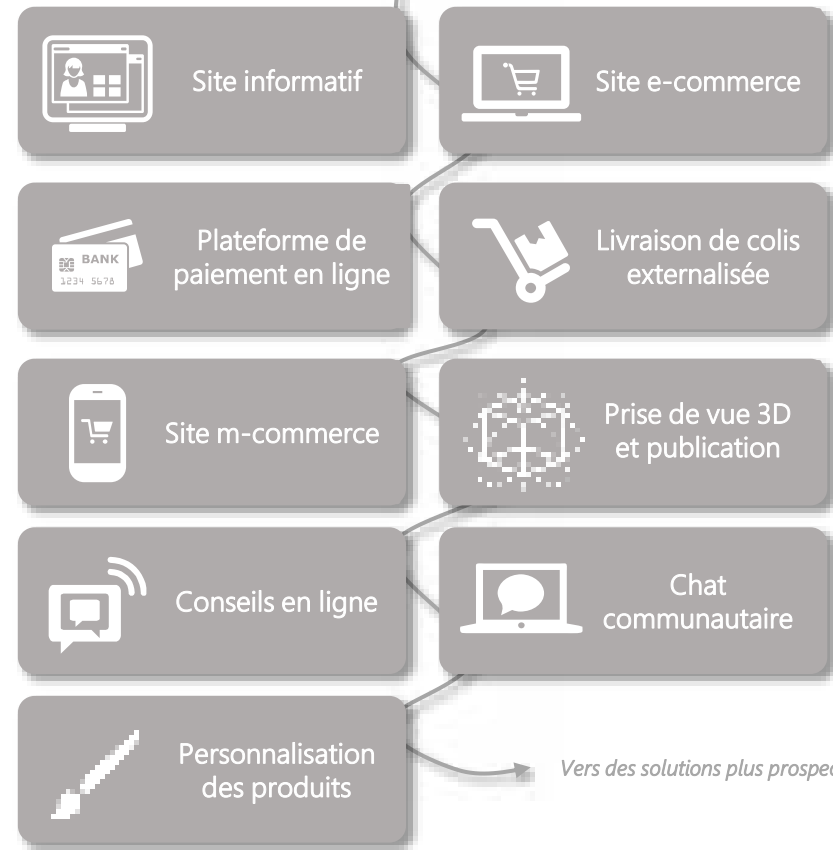 Site informatif
Site e-commerce
BANK
1234 5678
Plateforme de
paiement en ligne
Livraison de colis
externalisée
Site m-commerce
Prise de vue 3D
et publication
Conseils en ligne
Chat
communautaire
Personnalisation
des produits
Vers des solutions plus